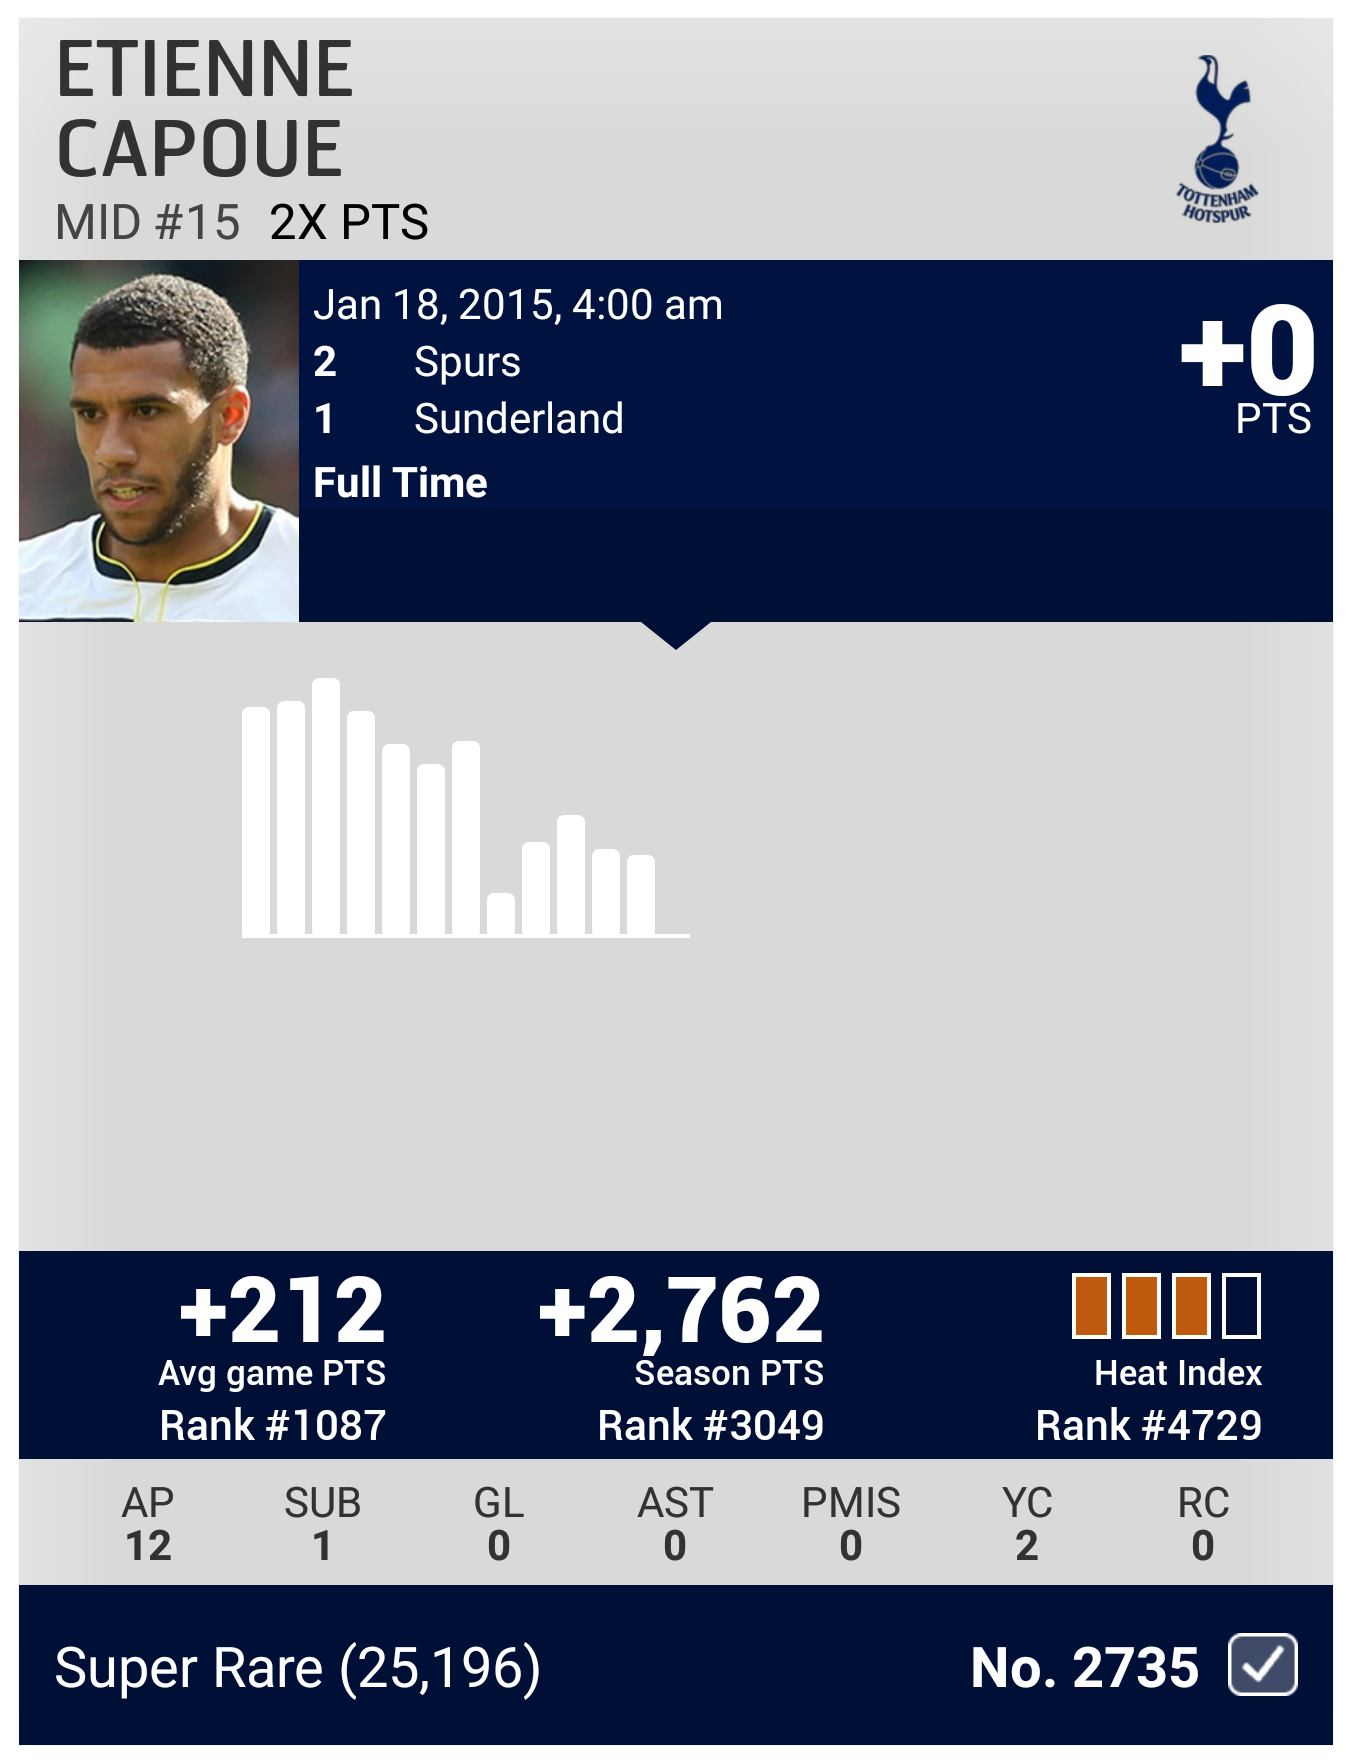 ETIENNE
CAPOUE
MID #15 2X PTS
TOTTENHAM
HOTSPUR
Jan 18, 2015, 4:00 am
2 Spurs
1 Sunderland
Full Time
+0
PTS
+212 +2,762
Avg game PTS Season PTS Heat Index
Rank #1087 Rank #3049 Rank #4729
AP SUB GL AST PMIS YC RC
12 1 0 0 0 2 0
Super Rare (25,196) No. 2735